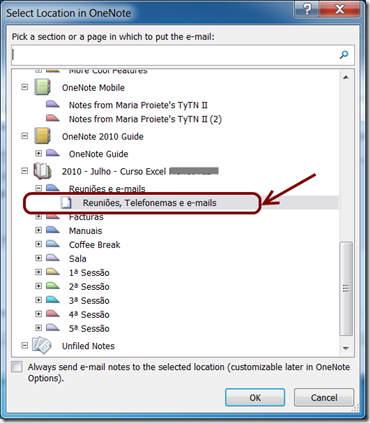 Select Location in OneNote
Pick a section or a page in which to put the e-mail:
More Cool Features
OneNote Mobile
Notes from Maria Proiete's TyTN II
Notes from Maria Proiete's TyTN II (2)
OneNote 2010 Guide
OneNote Guide
2010 - Julho - Curso Excel
Reuniões e e-mails
Reuniões, Telefonemas e e-mails
Facturas
Manuais
Coffee Break
Sala
1ª Sessão
2ª Sessão
3ª Sessão
4ª Sessão
5ª Sessão
Unfiled Notes
Always send e-mail notes to the selected location (customizable later in OneNote
Options).
OK
Cancel